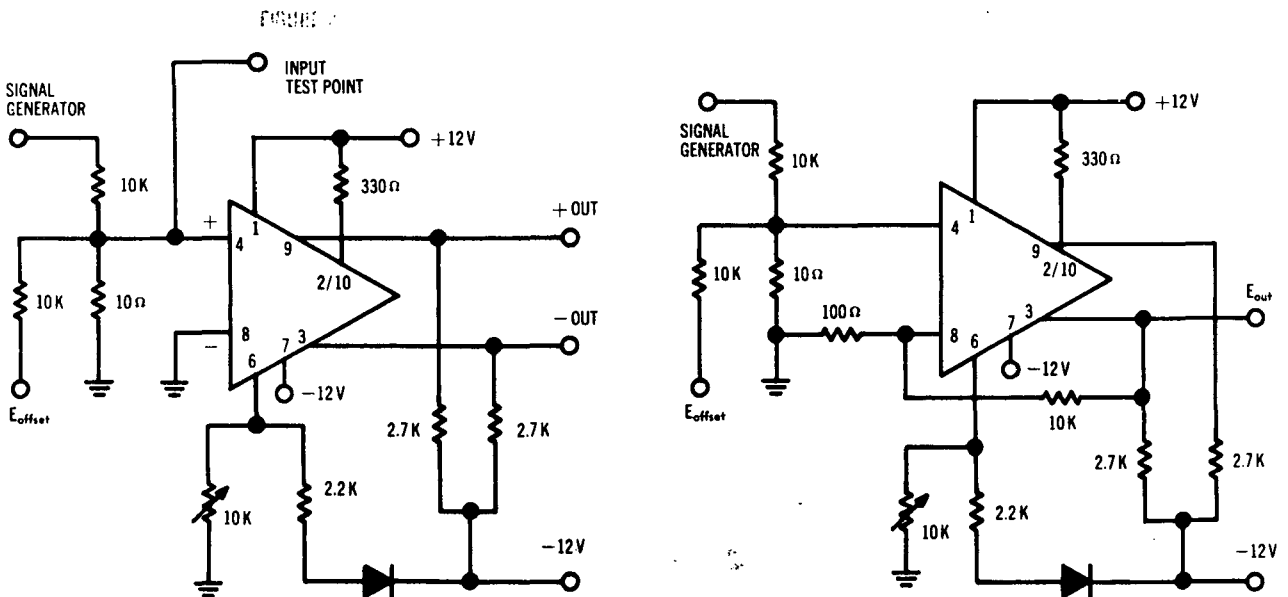 INPUT
TEST POINT
SIGNAL
GENERATOR
+12V
10K
330Ω
+
4
1
9
+ OUT
2/10
10K
10Ω
8
−
− OUT
7
3
6
−12V
Eoffset
2.7K
2.7K
2.2K
10K
−12V
+12V
SIGNAL
GENERATOR
10K
330Ω
4
1
9
2/10
10K
10Ω
100Ω
8
3
7
6
Eout
−12V
Eoffset
10K
2.7K
2.7K
2.2K
10K
−12V